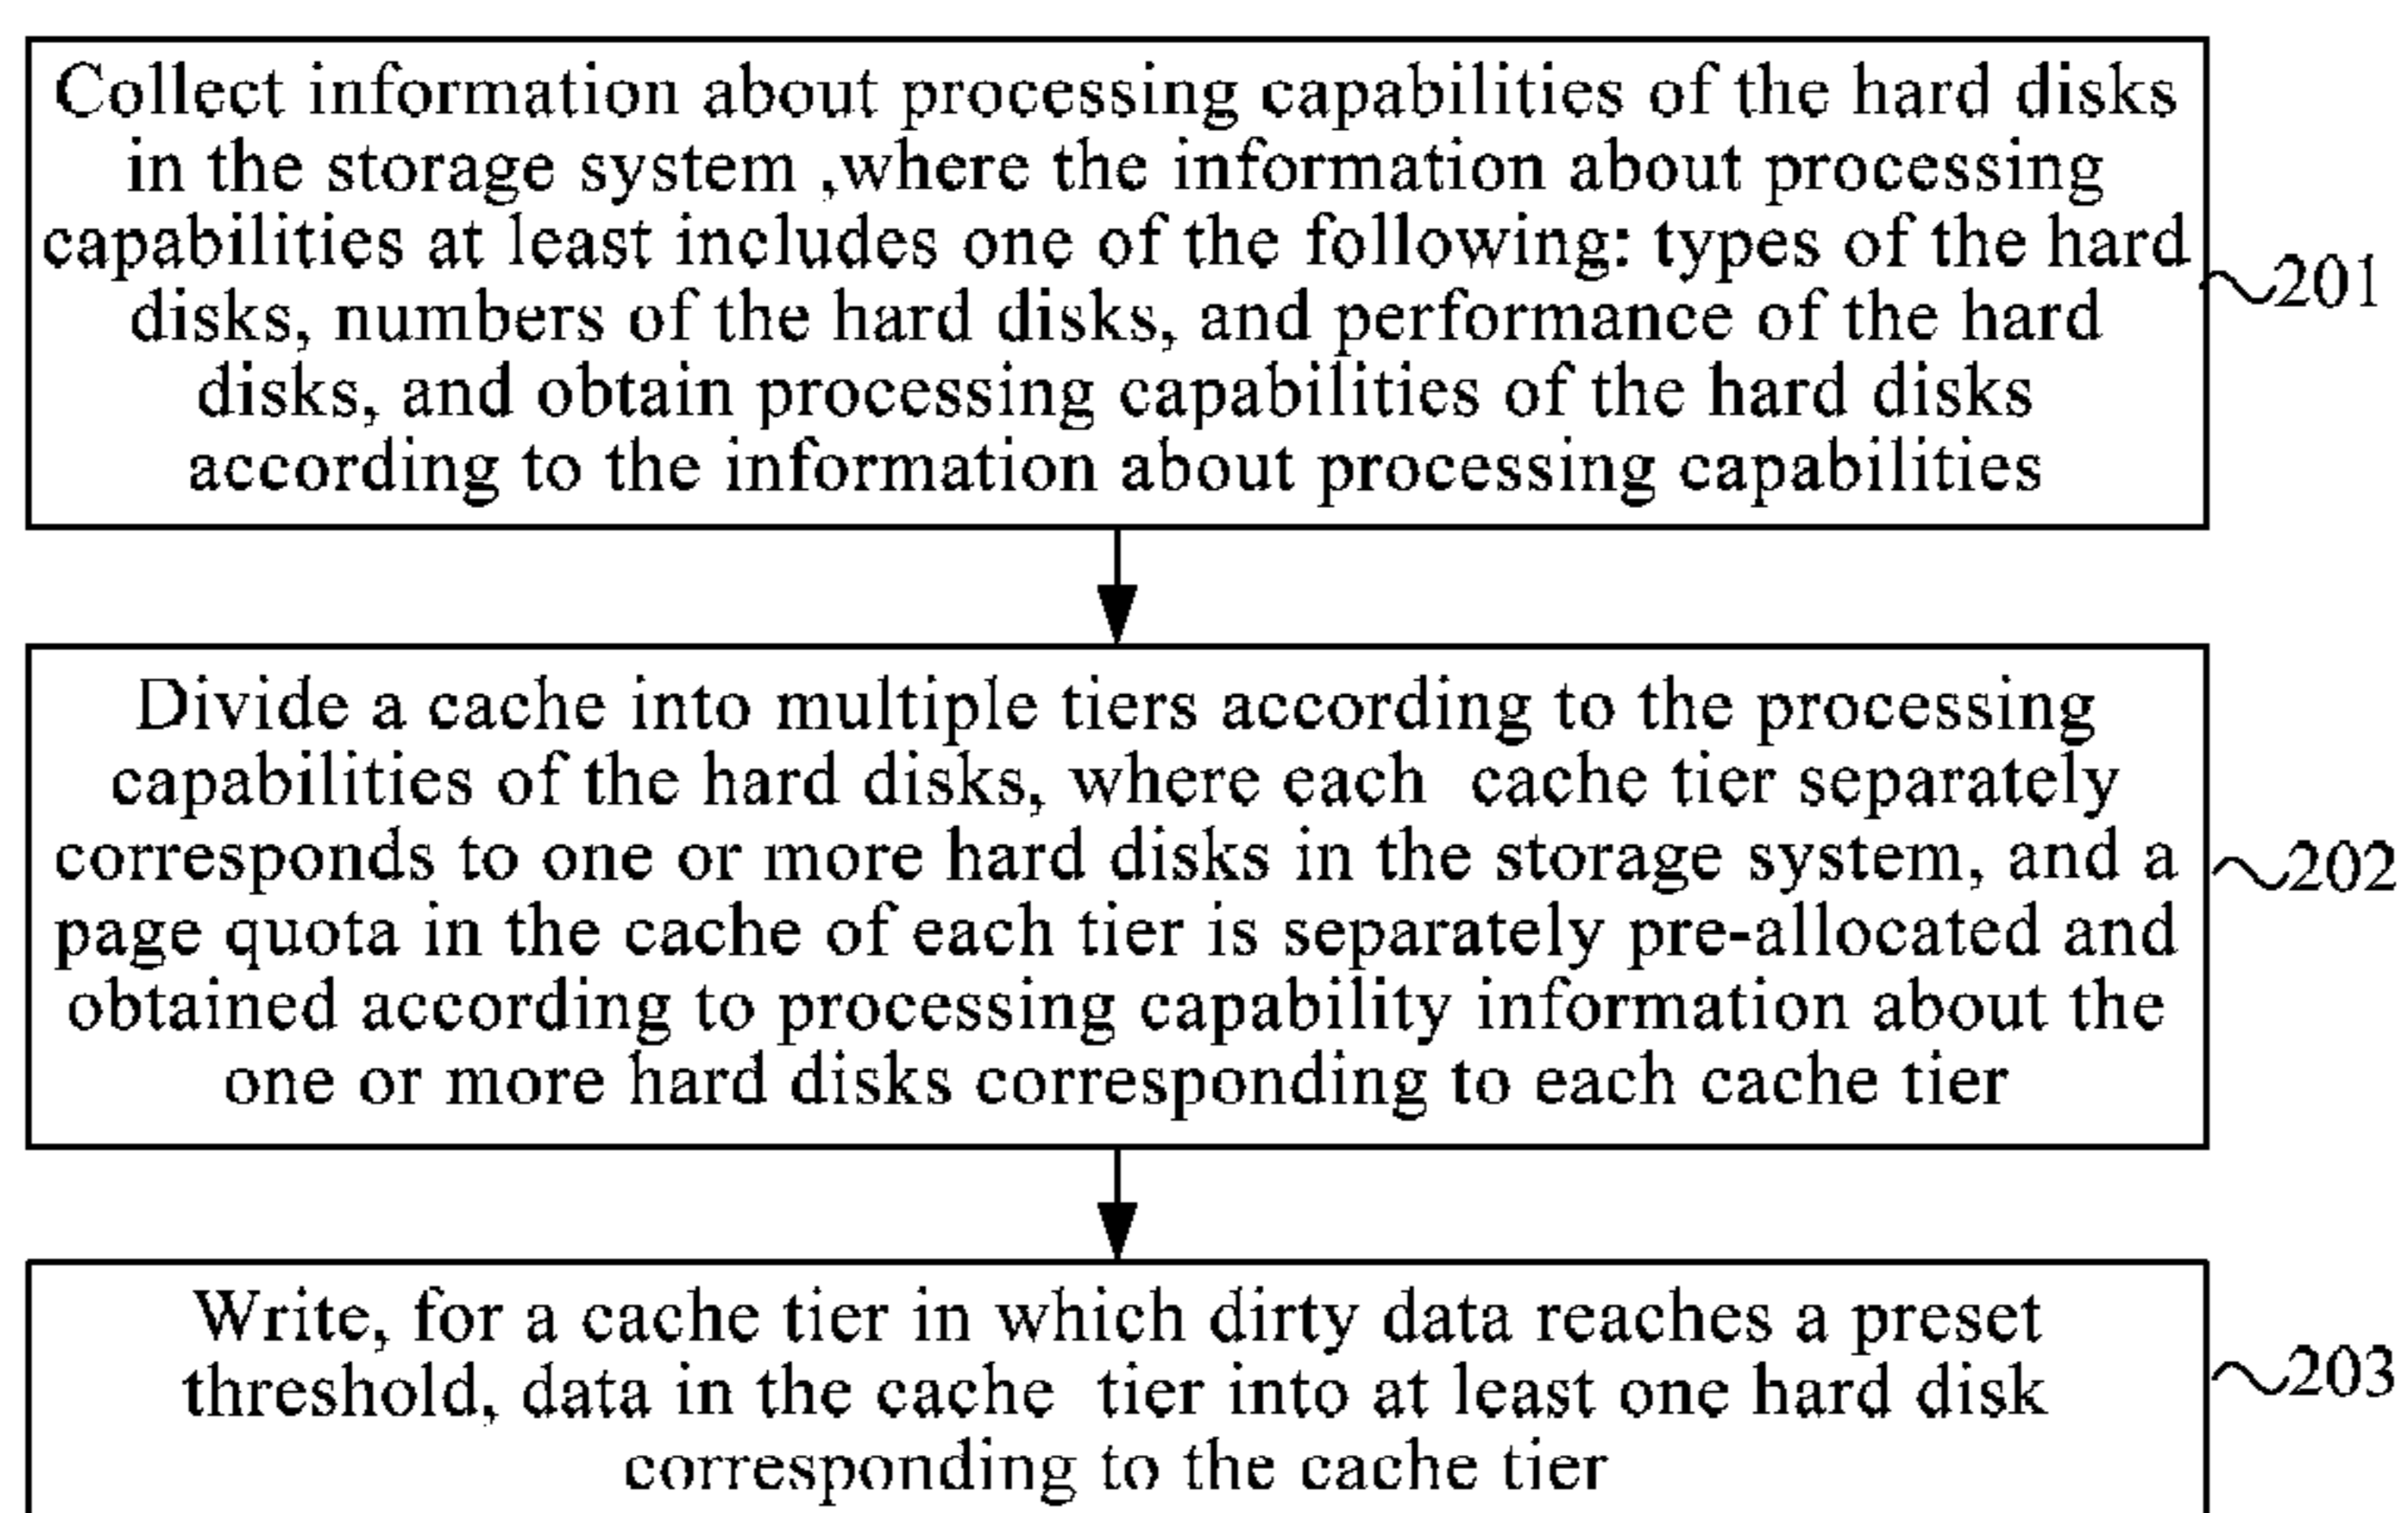 Collect information about processing capabilities of the hard disks
in the storage system ,where the information about processing
capabilities at least includes one of the following: types of the hard
disks, numbers of the hard disks, and performance of the hard
disks, and obtain processing capabilities of the hard disks
according to the information about processing capabilities
201
Divide a cache into multiple tiers according to the processing
capabilities of the hard disks, where each cache tier separately
corresponds to one or more hard disks in the storage system, and a
page quota in the cache of each tier is separately pre-allocated and
obtained according to processing capability information about the
one or more hard disks corresponding to each cache tier
202
Write, for a cache tier in which dirty data reaches a preset
threshold, data in the cache tier into at least one hard disk
corresponding to the cache tier
203